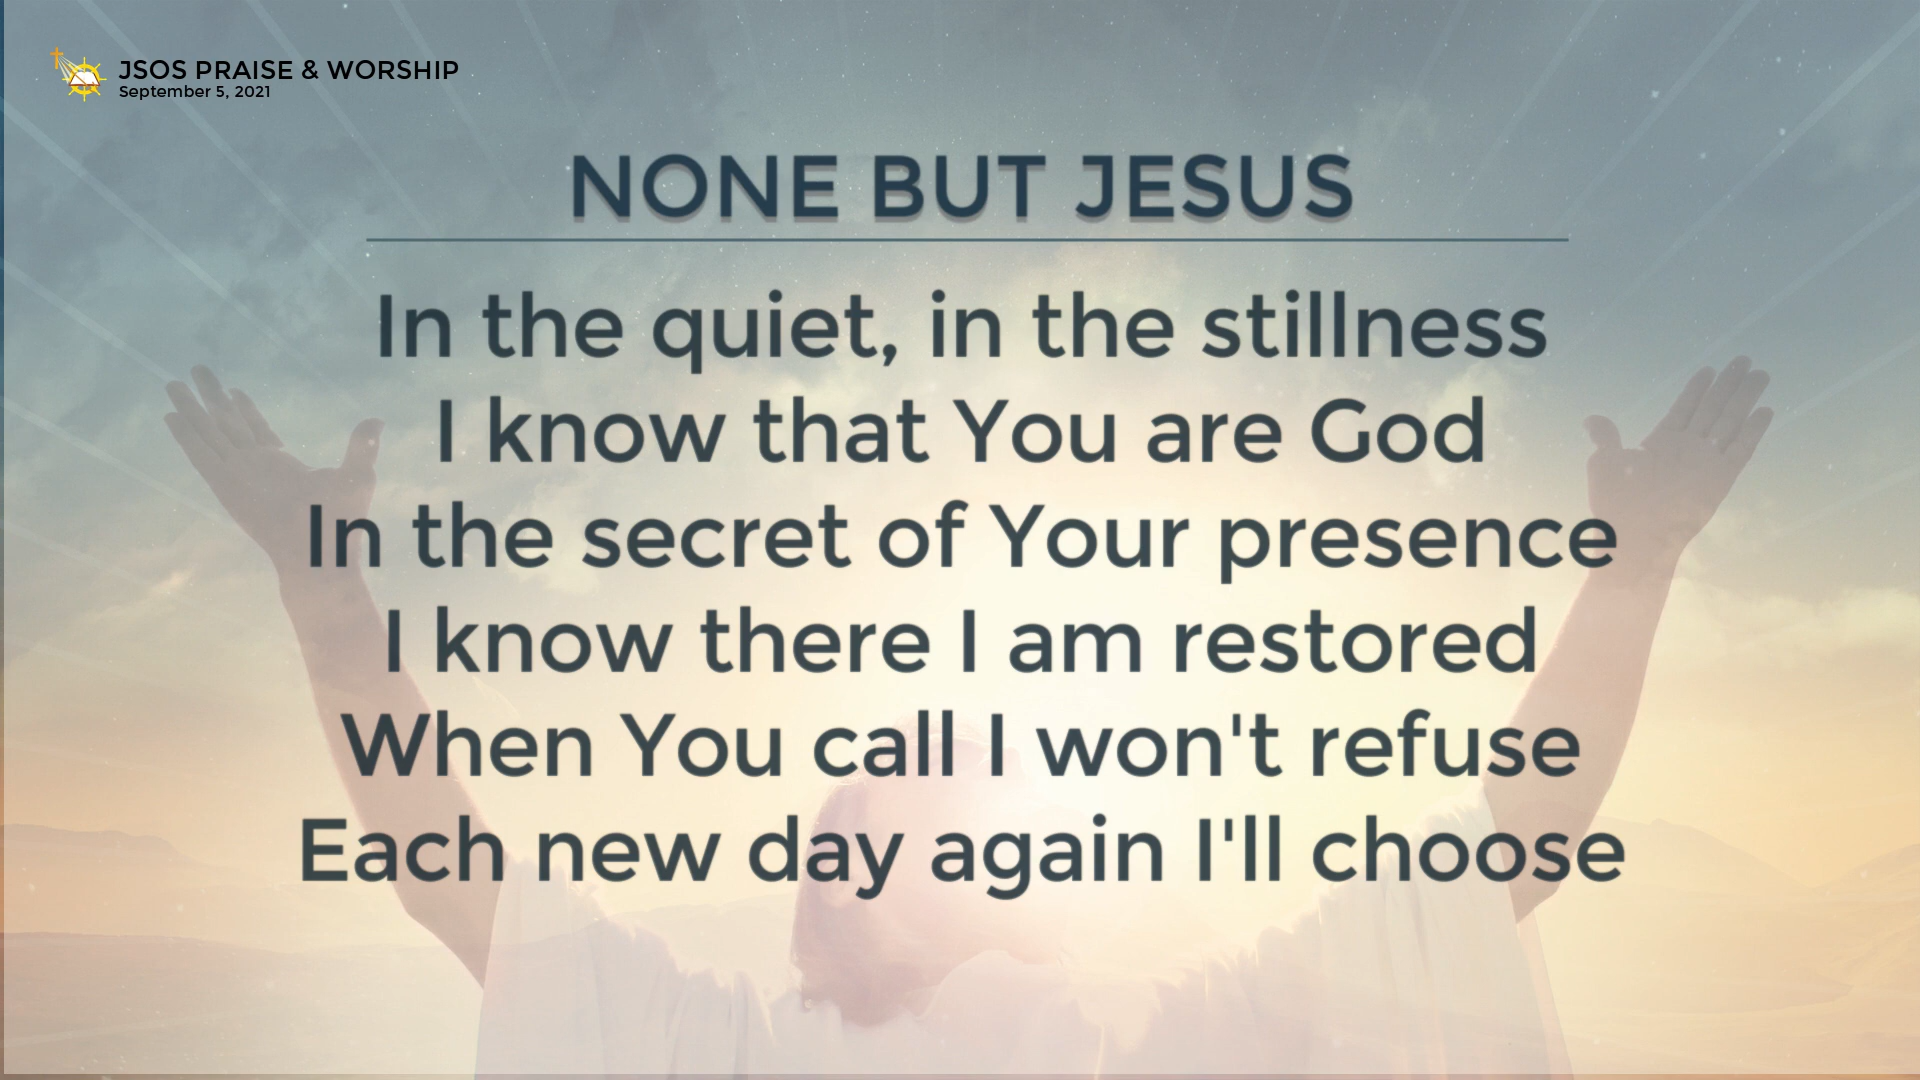 JSOS PRAISE & WORSHIP
September 5, 2021
NONE BUT JESUS
In the quiet, in the stillness
I know that You are God
In the secret of Your presence
I know there I am restored
When You call I won't refuse
Each new day again I'll choose